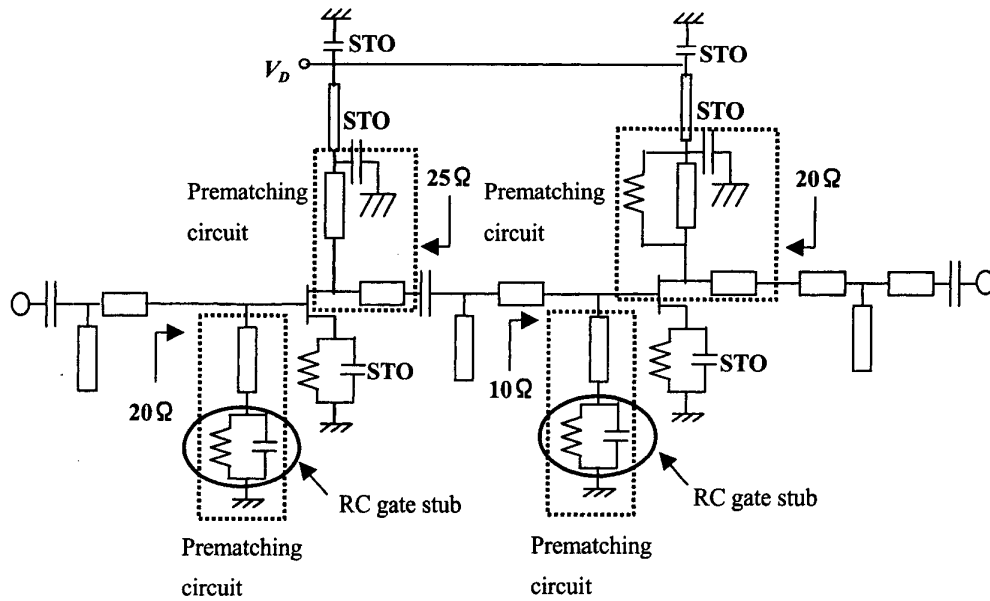 STO
STO
V_D
STO
STO
Prematching
circuit
25Ω
Prematching
circuit
20Ω
20Ω
STO
10Ω
STO
RC gate stub
RC gate stub
Prematching
circuit
Prematching
circuit